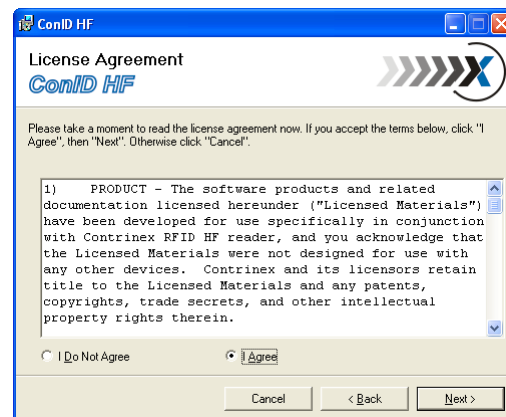 ConID HF
License Agreement
ConID HF
Please take a moment to read the license agreement now. If you accept the terms below, click "I
Agree", then "Next". Otherwise click "Cancel".
1)     PRODUCT - The software products and related
documentation licensed hereunder ("Licensed Materials")
have been developed for use specifically in conjunction
with Contrinex RFID HF reader, and you acknowledge that
the Licensed Materials were not designed for use with
any other devices.  Contrinex and its licensors retain
title to the Licensed Materials and any patents,
copyrights, trade secrets, and other intellectual
property rights therein.
I Do Not Agree
I Agree
Cancel
< Back
Next >